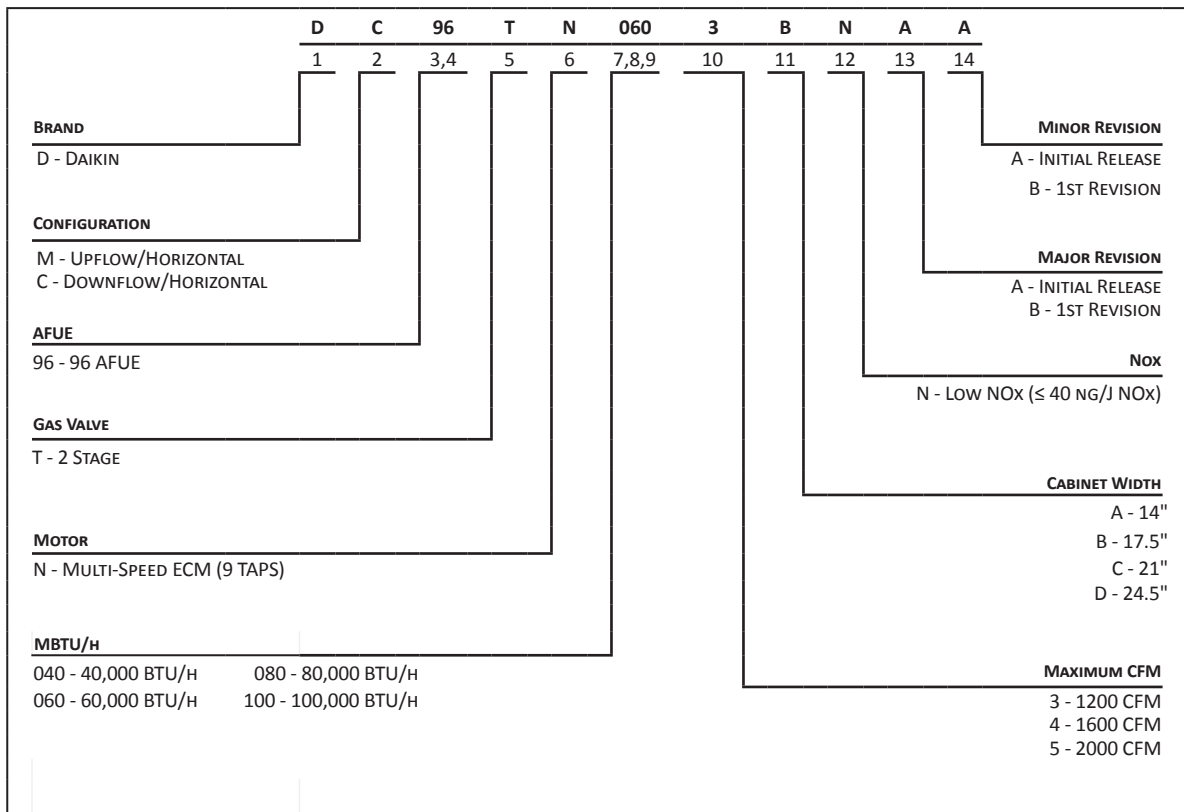 D C 96 T N 060 3 B N A A
1 2 3,4 5 6 7,8,9 10 11 12 13 14
BRAND
D - DAIKIN
CONFIGURATION
M - UPFLOW/HORIZONTAL
C - DOWNFLOW/HORIZONTAL
AFUE
96 - 96 AFUE
GAS VALVE
T - 2 STAGE
MOTOR
N - MULTI-SPEED ECM (9 TAPS)
MBTU/H
040 - 40,000 BTU/H 080 - 80,000 BTU/H
060 - 60,000 BTU/H 100 - 100,000 BTU/H
MINOR REVISION
A - INITIAL RELEASE
B - 1ST REVISION
MAJOR REVISION
A - INITIAL RELEASE
B - 1ST REVISION
NOX
N - LOW NOX (≤ 40 NG/J NOX)
CABINET WIDTH
A - 14"
B - 17.5"
C - 21"
D - 24.5"
MAXIMUM CFM
3 - 1200 CFM
4 - 1600 CFM
5 - 2000 CFM